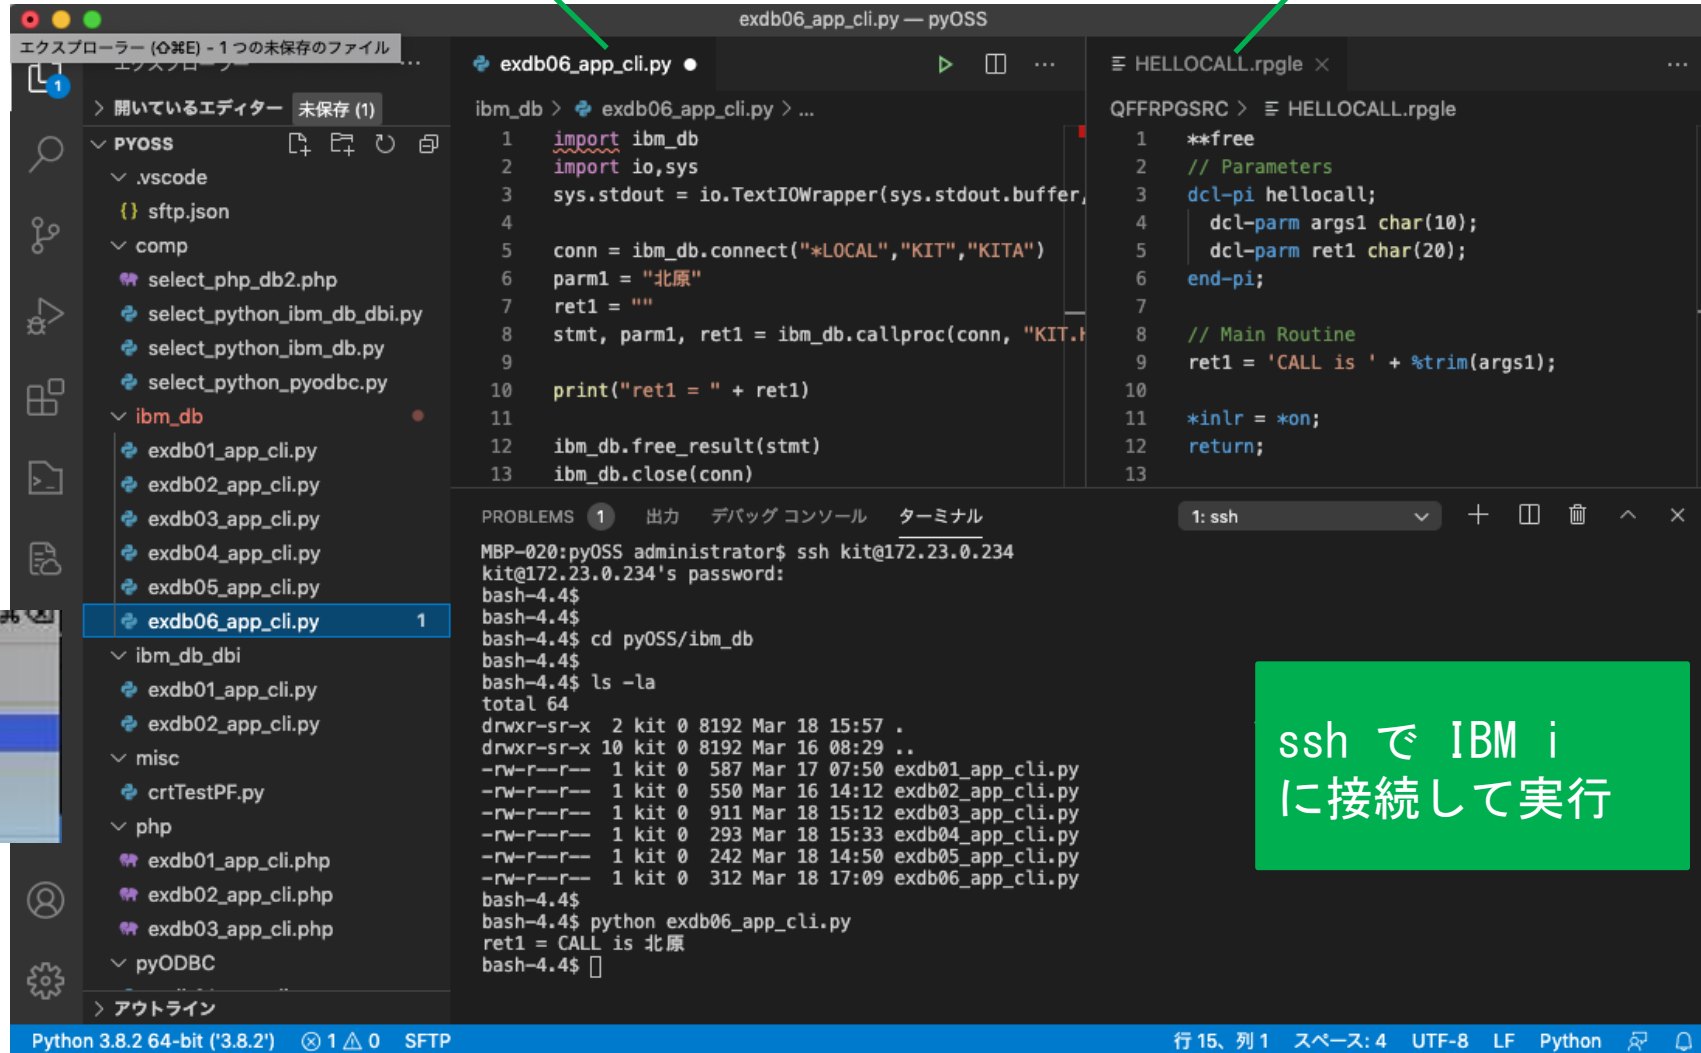 exdb06_app_cli.py — pyOSS
エクスプローラー (⇧⌘E) - 1 つの未保存のファイル
1
開いているエディター 未保存 (1)
PYOSS
.vscode
{} sftp.json
comp
select_php_db2.php
select_python_ibm_db_dbi.py
select_python_ibm_db.py
select_python_pyodbc.py
ibm_db
exdb01_app_cli.py
exdb02_app_cli.py
exdb03_app_cli.py
exdb04_app_cli.py
exdb05_app_cli.py
exdb06_app_cli.py 1
ibm_db_dbi
exdb01_app_cli.py
exdb02_app_cli.py
misc
crtTestPF.py
php
exdb01_app_cli.php
exdb02_app_cli.php
exdb03_app_cli.php
pyODBC
アウトライン
exdb06_app_cli.py
ibm_db > exdb06_app_cli.py > ...
1 import ibm_db
2 import io,sys
3 sys.stdout = io.TextIOWrapper(sys.stdout.buffer,
4
5 conn = ibm_db.connect("*LOCAL","KIT","KITA")
6 parm1 = "北原"
7 ret1 = ""
8 stmt, parm1, ret1 = ibm_db.callproc(conn, "KIT.H
9
10 print("ret1 = " + ret1)
11
12 ibm_db.free_result(stmt)
13 ibm_db.close(conn)
HELLOCALL.rpgle
QFFRPGSRC > HELLOCALL.rpgle
1 **free
2 // Parameters
3 dcl-pi hellocall;
4 dcl-parm args1 char(10);
5 dcl-parm ret1 char(20);
6 end-pi;
7
8 // Main Routine
9 ret1 = 'CALL is ' + %trim(args1);
10
11 *inlr = *on;
12 return;
13
PROBLEMS 1 出力 デバッグ コンソール ターミナル 1: ssh
MBP-020:pyOSS administrator$ ssh kit@172.23.0.234
kit@172.23.0.234's password:
bash-4.4$
bash-4.4$
bash-4.4$ cd pyOSS/ibm_db
bash-4.4$
bash-4.4$ ls -la
total 64
drwxr-sr-x 2 kit 0 8192 Mar 18 15:57 .
drwxr-sr-x 10 kit 0 8192 Mar 16 08:29 ..
-rw-r--r-- 1 kit 0 587 Mar 17 07:50 exdb01_app_cli.py
-rw-r--r-- 1 kit 0 550 Mar 16 14:12 exdb02_app_cli.py
-rw-r--r-- 1 kit 0 911 Mar 18 15:12 exdb03_app_cli.py
-rw-r--r-- 1 kit 0 293 Mar 18 15:33 exdb04_app_cli.py
-rw-r--r-- 1 kit 0 242 Mar 18 14:50 exdb05_app_cli.py
-rw-r--r-- 1 kit 0 312 Mar 18 17:09 exdb06_app_cli.py
bash-4.4$
bash-4.4$ python exdb06_app_cli.py
ret1 = CALL is 北原
bash-4.4$
ssh で IBM i
に接続して実行
Python 3.8.2 64-bit ('3.8.2') 1 0 SFTP 行 15、列 1 スペース: 4 UTF-8 LF Python